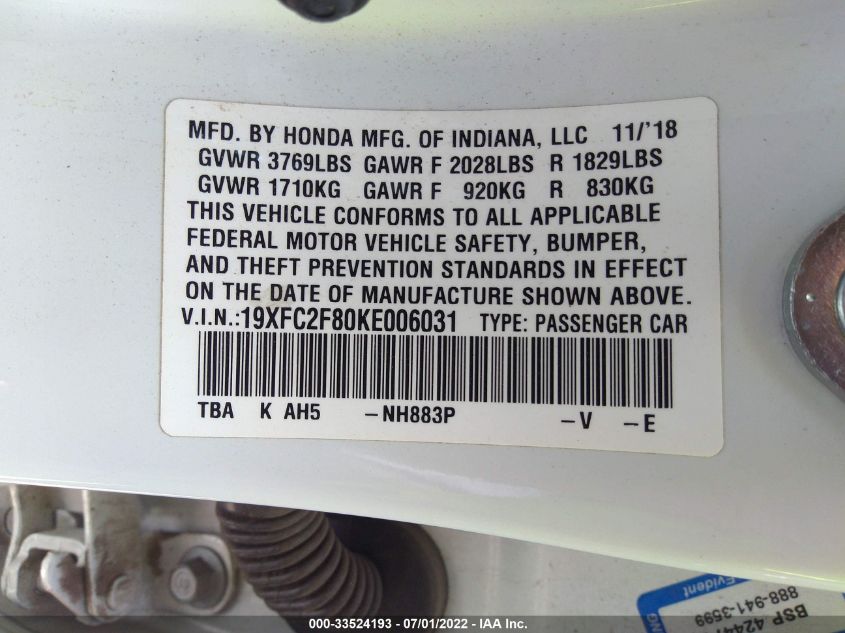 MFD. BY HONDA MFG. OF INDIANA, LLC 11/'18
GVWR 3769LBS GAWR F 2028LBS R 1829LBS
GVWR 1710KG GAWR F 920KG R 830KG
THIS VEHICLE CONFORMS TO ALL APPLICABLE
FEDERAL MOTOR VEHICLE SAFETY, BUMPER,
AND THEFT PREVENTION STANDARDS IN EFFECT
ON THE DATE OF MANUFACTURE SHOWN ABOVE.
V.I.N.:19XFC2F80KE006031 TYPE: PASSENGER CAR
TBA K AH5 -NH883P -V -E
Evident
888-941-3599
BSP
000-33524193 - 07/01/2022 - IAA Inc.